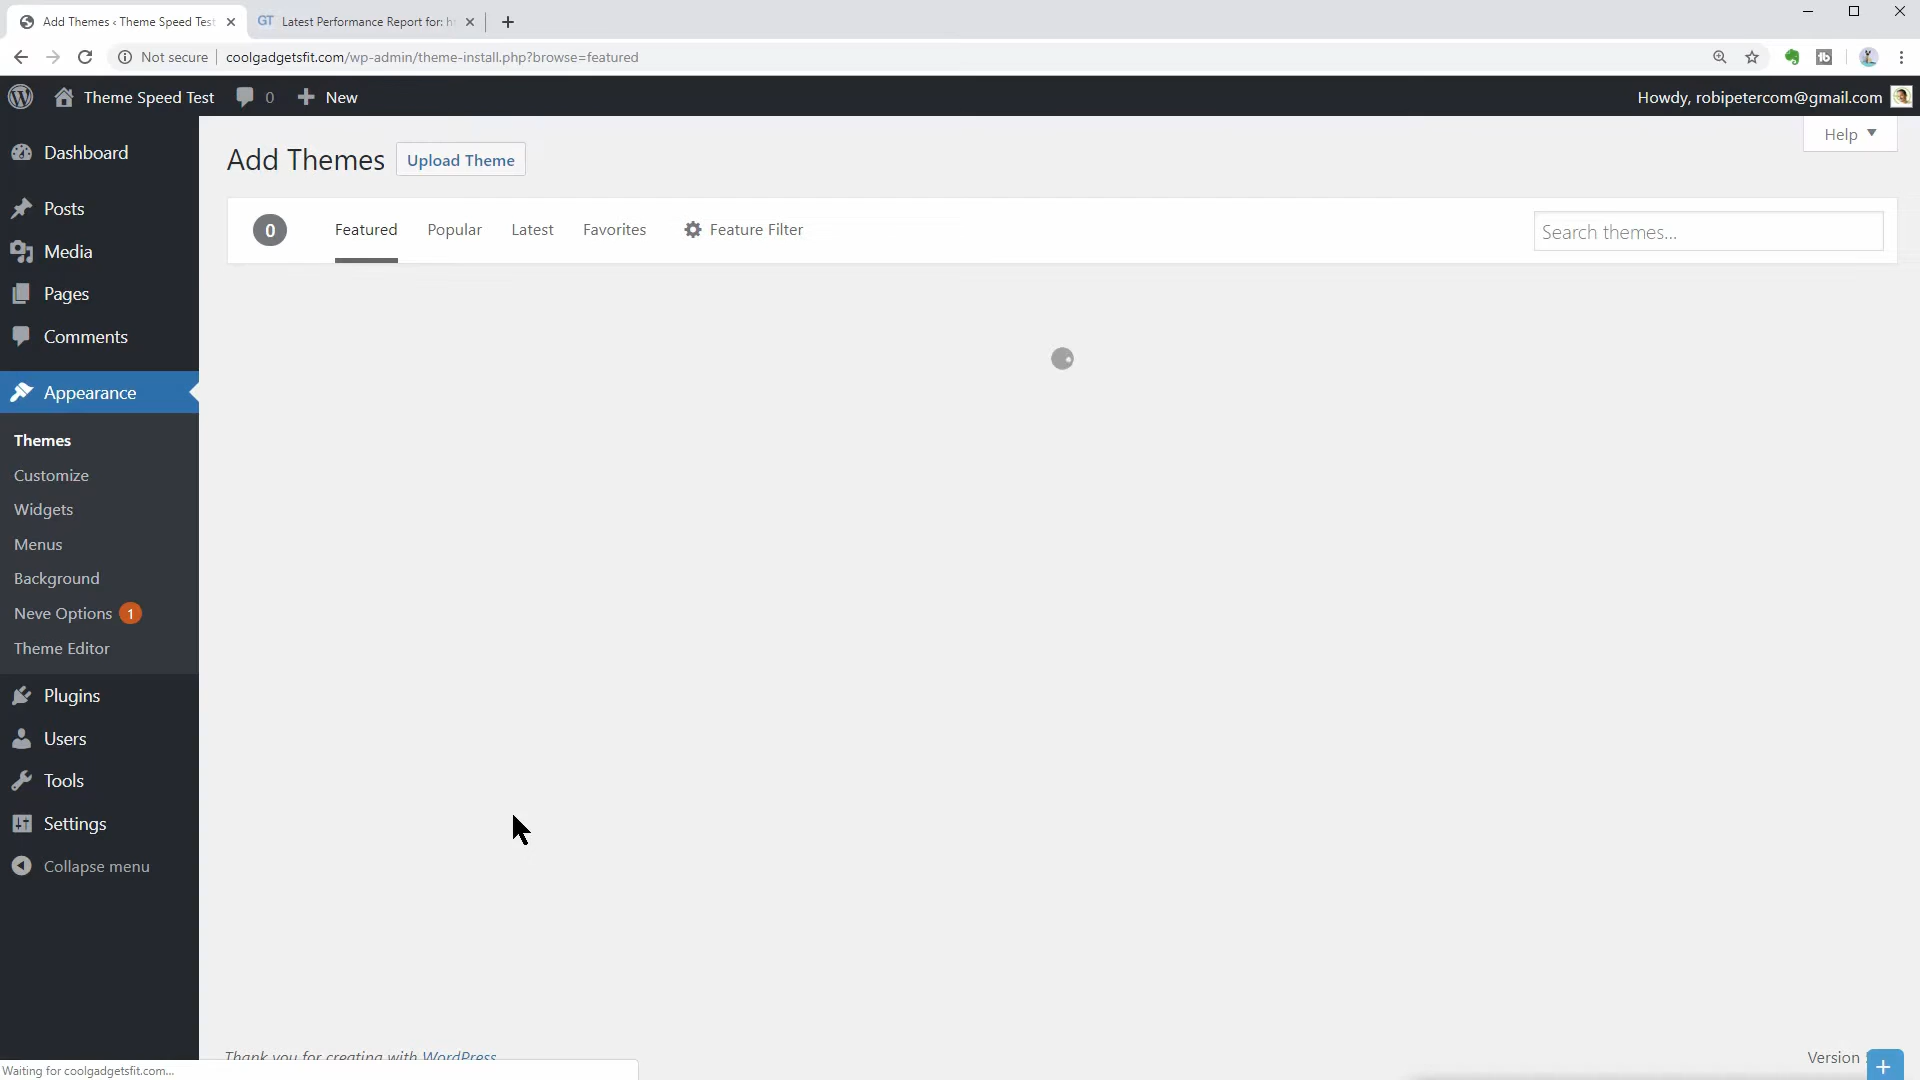 Add Themes ‹ Theme Speed Test
GT Latest Performance Report for: h
Not secure
coolgadgetsfit.com/wp-admin/theme-install.php?browse=featured
Theme Speed Test
0
New
Howdy, robipetercom@gmail.com
Help
Dashboard
Posts
Media
Pages
Comments
Appearance
Themes
Customize
Widgets
Menus
Background
Neve Options 1
Theme Editor
Plugins
Users
Tools
Settings
Collapse menu
Add Themes
Upload Theme
0
Featured
Popular
Latest
Favorites
Feature Filter
Search themes...
Thank you for creating with WordPress
Version
Waiting for coolgadgetsfit.com...